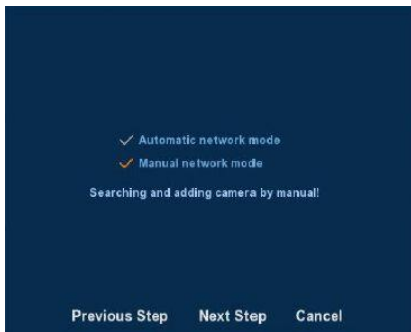 Automatic network mode
Manual network mode
Searching and adding camera by manual!
Previous Step Next Step Cancel